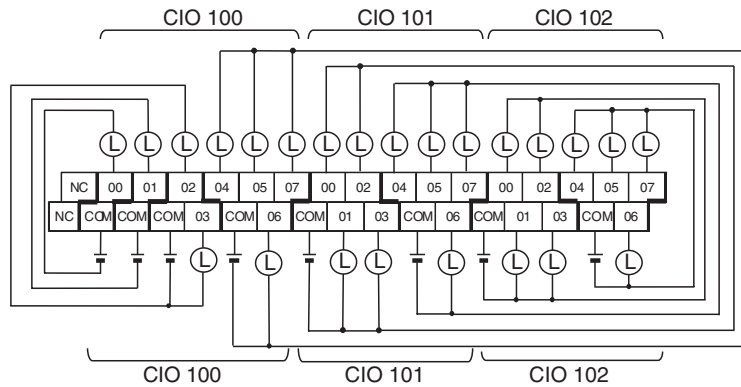 CIO 100 CIO 101 CIO 102
L L L L L L L L L L L L L L L L
NC 00 01 02 04 05 07 00 02 04 05 07 00 02 04 05 07
NC COM COM COM 03 COM 06 COM 01 03 COM 06 COM 01 03 COM 06
L L L L L L L L
CIO 100 CIO 101 CIO 102